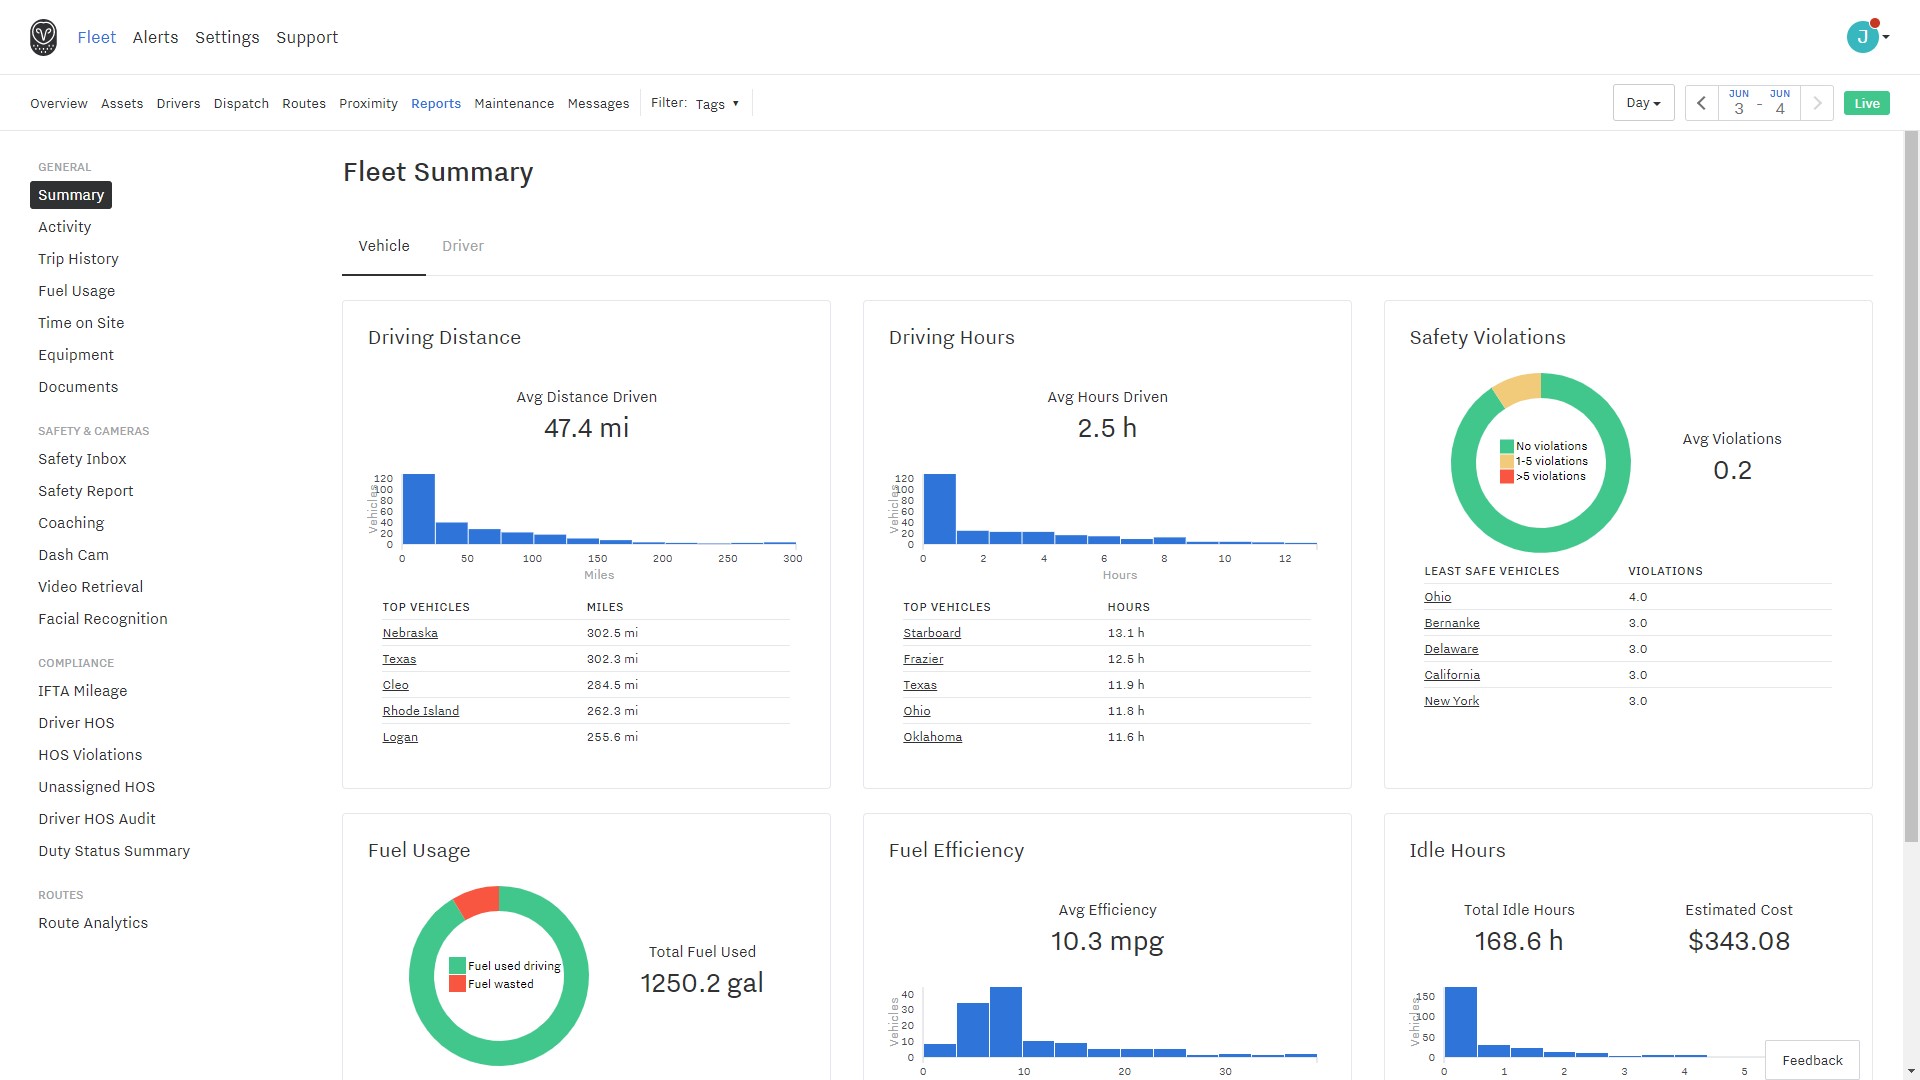 Fleet Alerts Settings Support
J
Overview Assets Drivers Dispatch Routes Proximity Reports Maintenance Messages Filter: Tags
Day
JUN 3 - JUN 4
Live
GENERAL
Summary
Activity
Trip History
Fuel Usage
Time on Site
Equipment
Documents
SAFETY & CAMERAS
Safety Inbox
Safety Report
Coaching
Dash Cam
Video Retrieval
Facial Recognition
COMPLIANCE
IFTA Mileage
Driver HOS
HOS Violations
Unassigned HOS
Driver HOS Audit
Duty Status Summary
ROUTES
Route Analytics
Fleet Summary
Vehicle Driver
Driving Distance
Avg Distance Driven
47.4 mi
Vehicles
120
100
80
60
40
20
0
0 50 100 150 200 250 300
Miles
TOP VEHICLES MILES
Nebraska 302.5 mi
Texas 302.3 mi
Cleo 284.5 mi
Rhode Island 262.3 mi
Logan 255.6 mi
Driving Hours
Avg Hours Driven
2.5 h
Vehicles
120
100
80
60
40
20
0
0 2 4 6 8 10 12
Hours
TOP VEHICLES HOURS
Starboard 13.1 h
Frazier 12.5 h
Texas 11.9 h
Ohio 11.8 h
Oklahoma 11.6 h
Safety Violations
No violations
1-5 violations
>5 violations
Avg Violations
0.2
LEAST SAFE VEHICLES VIOLATIONS
Ohio 4.0
Bernanke 3.0
Delaware 3.0
California 3.0
New York 3.0
Fuel Usage
Fuel used driving
Fuel wasted
Total Fuel Used
1250.2 gal
Fuel Efficiency
Avg Efficiency
10.3 mpg
Vehicles
40
30
20
10
0
0 10 20 30
Idle Hours
Total Idle Hours
168.6 h
Estimated Cost
$343.08
Vehicles
150
100
50
0
0 1 2 3 4 5
Feedback